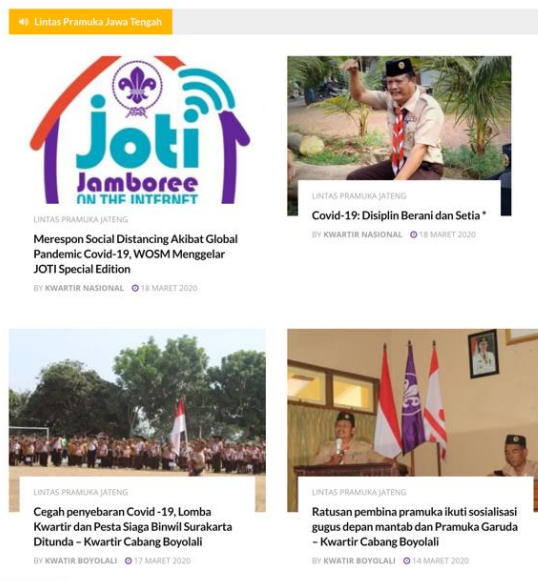 Lintas Pramuka Jawa Tengah
joti
Jamboree
ON THE INTERNET
LINTAS PRAMUKA JATENG
Merespon Social Distancing Akibat Global
Pandemic Covid-19, WOSM Menggelar
JOTI Special Edition
BY KWARTIR NASIONAL 18 MARET 2020
LINTAS PRAMUKA JATENG
Covid-19: Disiplin Berani dan Setia *
BY KWARTIR NASIONAL 18 MARET 2020
LINTAS PRAMUKA JATENG
Cegah penyebaran Covid -19, Lomba
Kwartir dan Pesta Siaga Binwil Surakarta
Ditunda – Kwartir Cabang Boyolali
BY KWATIR BOYOLALI 17 MARET 2020
LINTAS PRAMUKA JATENG
Ratusan pembina pramuka ikuti sosialisasi
gugus depan mantab dan Pramuka Garuda
– Kwartir Cabang Boyolali
BY KWATIR BOYOLALI 14 MARET 2020